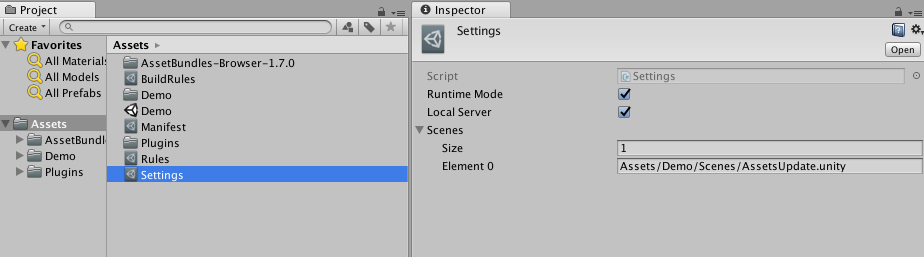 Project
Create
Favorites
All Materials
All Models
All Prefabs
Assets
AssetBundl
Demo
Plugins
Assets
AssetBundles-Browser-1.7.0
BuildRules
Demo
Demo
Manifest
Plugins
Rules
Settings
Inspector
Settings
Open
Script
Settings
Runtime Mode
Local Server
Scenes
Size
1
Element 0
Assets/Demo/Scenes/AssetsUpdate.unity